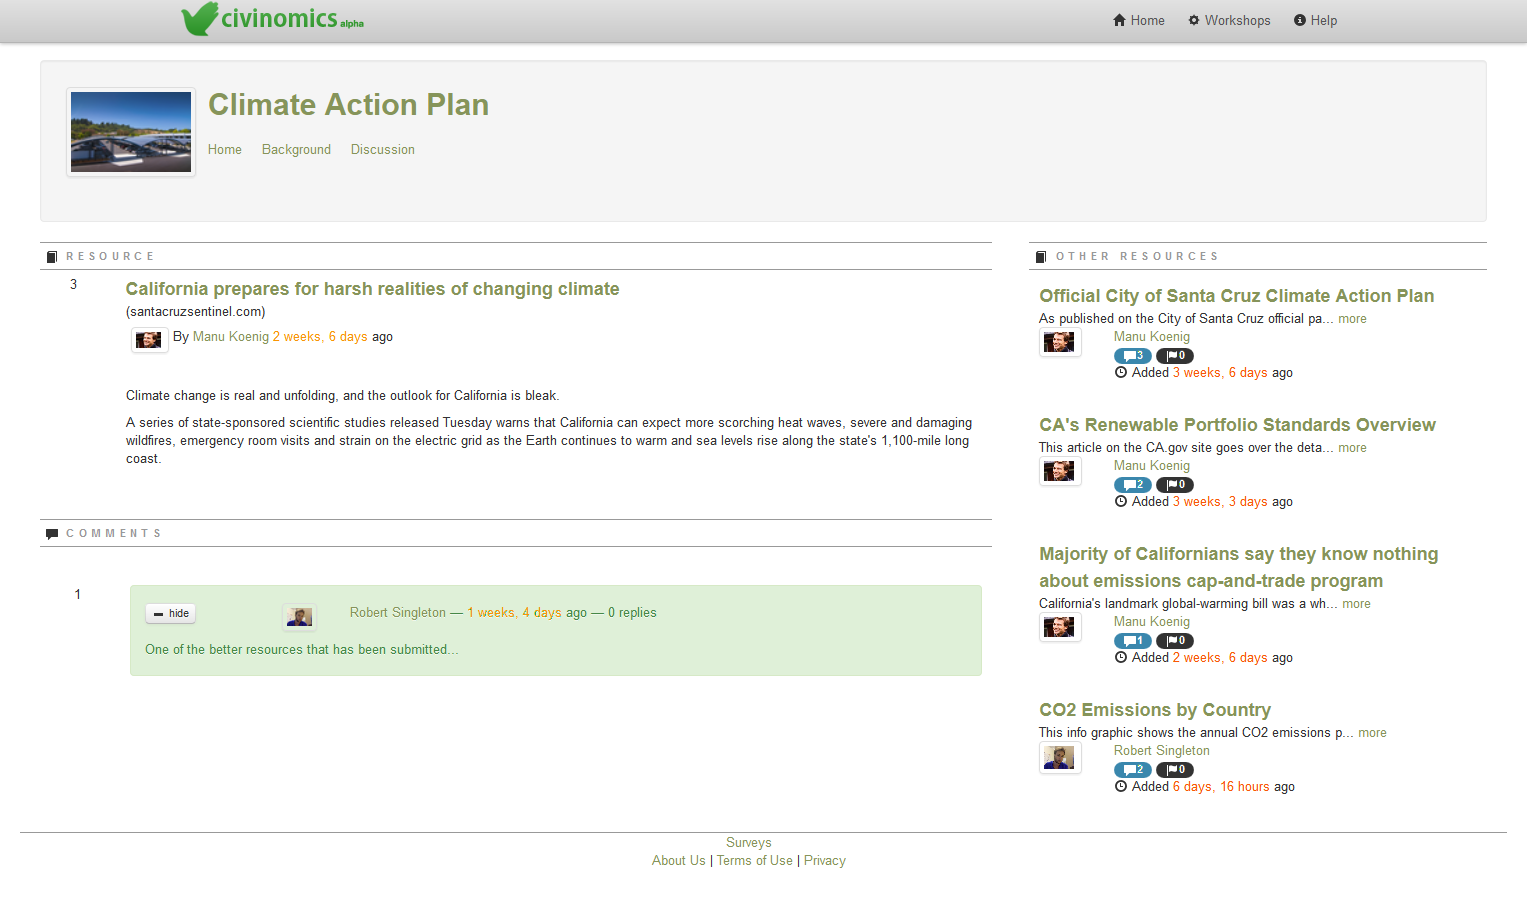 civinomics alpha
Home Workshops Help
Climate Action Plan
Home Background Discussion
RESOURCE
3
California prepares for harsh realities of changing climate
(santacruzsentinel.com)
By Manu Koenig 2 weeks, 6 days ago
Climate change is real and unfolding, and the outlook for California is bleak.
A series of state-sponsored scientific studies released Tuesday warns that California can expect more scorching heat waves, severe and damaging
wildfires, emergency room visits and strain on the electric grid as the Earth continues to warm and sea levels rise along the state's 1,100-mile long
coast.
COMMENTS
1
hide
Robert Singleton — 1 weeks, 4 days ago — 0 replies
One of the better resources that has been submitted...
OTHER RESOURCES
Official City of Santa Cruz Climate Action Plan
As published on the City of Santa Cruz official pa... more
Manu Koenig
3 0
Added 3 weeks, 6 days ago
CA's Renewable Portfolio Standards Overview
This article on the CA.gov site goes over the deta... more
Manu Koenig
2 0
Added 3 weeks, 3 days ago
Majority of Californians say they know nothing
about emissions cap-and-trade program
California's landmark global-warming bill was a wh... more
Manu Koenig
1 0
Added 2 weeks, 6 days ago
CO2 Emissions by Country
This info graphic shows the annual CO2 emissions p... more
Robert Singleton
2 0
Added 6 days, 16 hours ago
Surveys
About Us | Terms of Use | Privacy